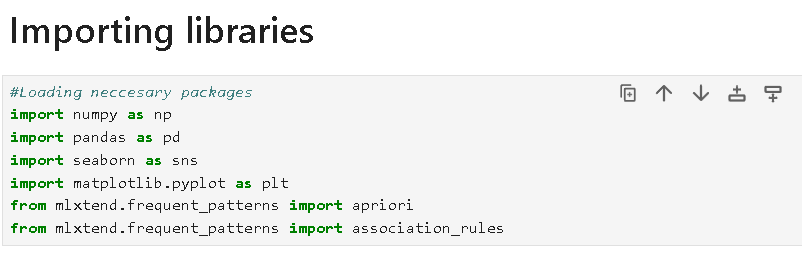 Importing libraries
#Loading neccesary packages
import numpy as np
import pandas as pd
import seaborn as sns
import matplotlib.pyplot as plt
from mlxtend.frequent_patterns import apriori
from mlxtend.frequent_patterns import association_rules